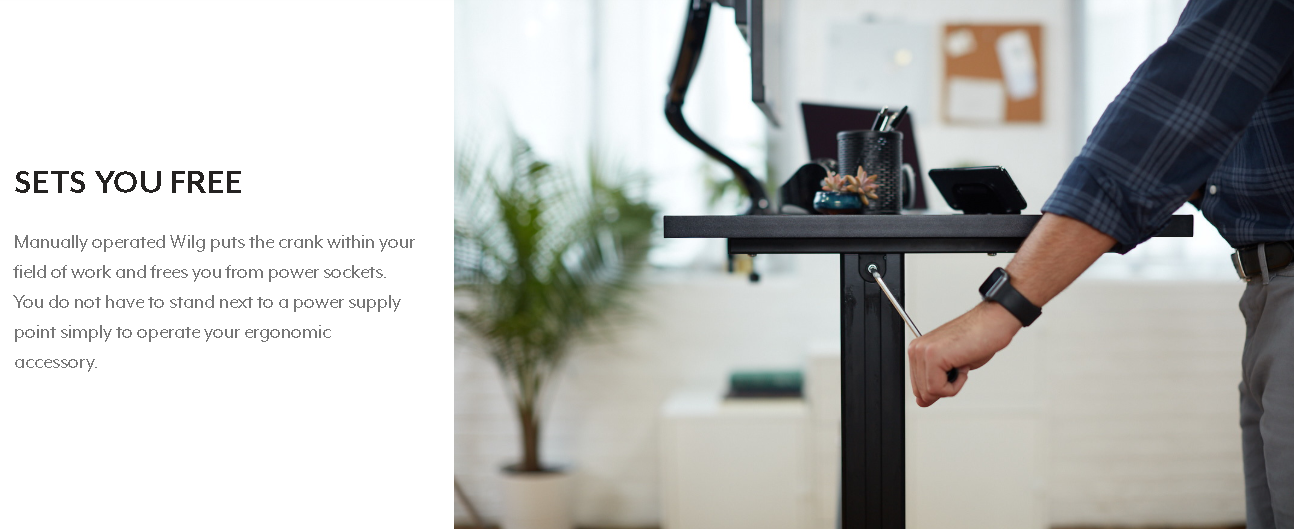 SETS YOU FREE
Manually operated Wilg puts the crank within your
field of work and frees you from power sockets.
You do not have to stand next to a power supply
point simply to operate your ergonomic
accessory.